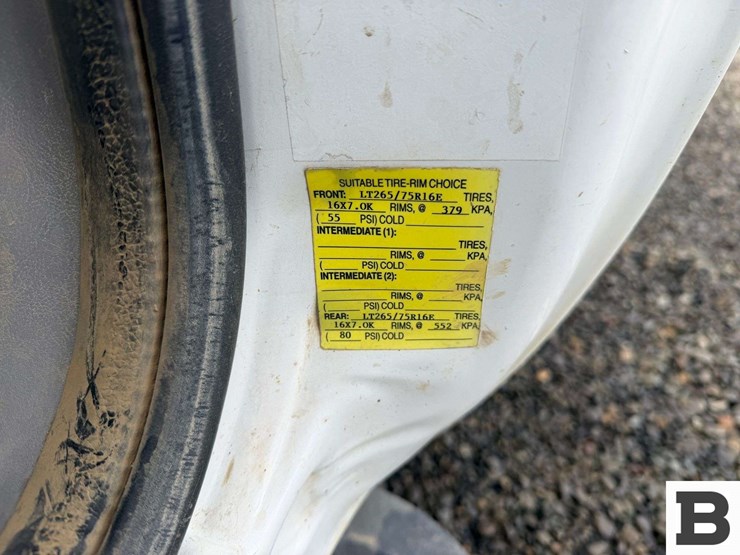 SUITABLE TIRE-RIM CHOICE
FRONT: LT265/75R16E TIRES,
16X7.0K RIMS, @ 379 KPA,
( 55 PSI) COLD
INTERMEDIATE (1):
TIRES,
RIMS, @ KPA,
( PSI) COLD
INTERMEDIATE (2):
TIRES,
RIMS, @ KPA,
( PSI) COLD
REAR: LT265/75R16E TIRES,
16X7.0K RIMS, @ 552 KPA,
( 80 PSI) COLD
B